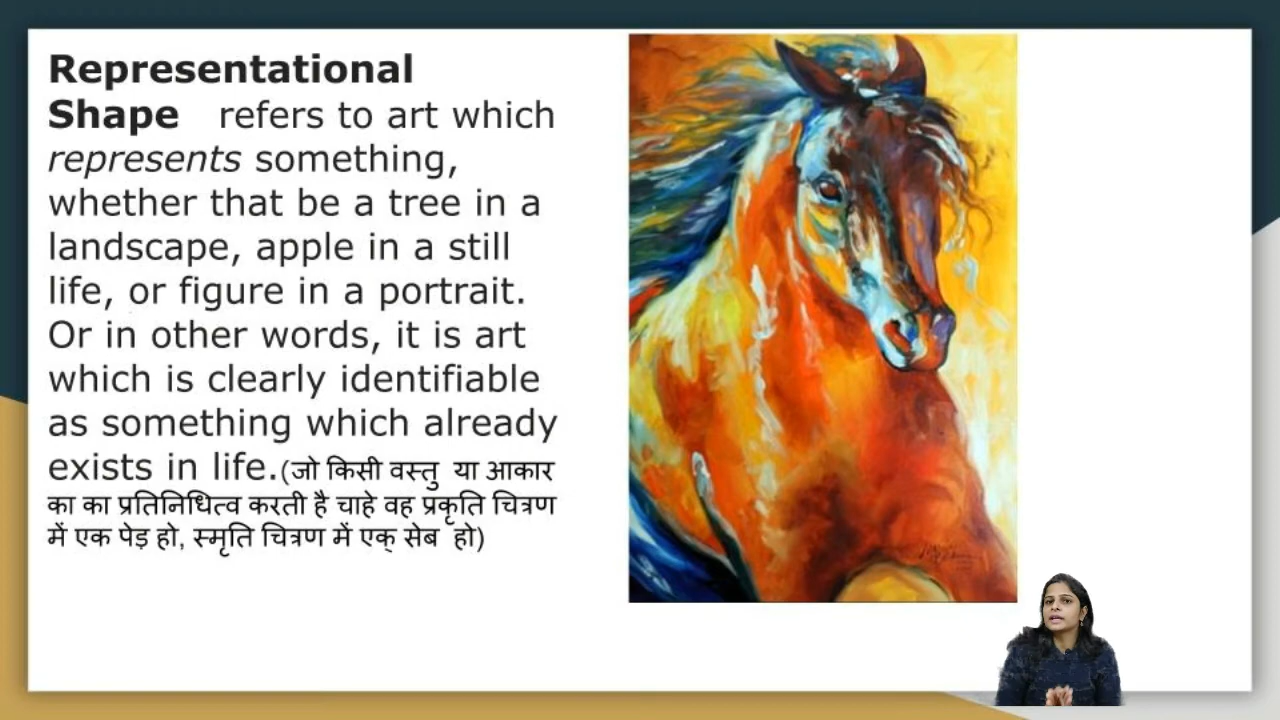 Representational
Shape refers to art which
represents something,
whether that be a tree in a
landscape, apple in a still
life, or figure in a portrait.
Or in other words, it is art
which is clearly identifiable
as something which already
exists in life.(जो किसी वस्तु या आकार
का का प्रतिनिधित्व करती है चाहे वह प्रकृति चित्रण
में एक पेड़ हो, स्मृति चित्रण में एक् सेब हो)